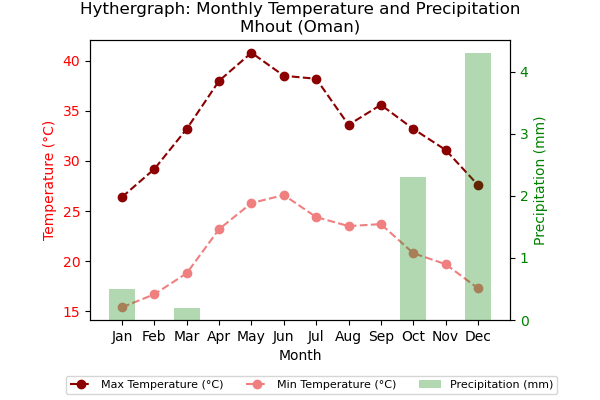 Hythergraph: Monthly Temperature and Precipitation
Mhout (Oman)
40
35
30
25
20
15
Temperature (°C)
4
3
2
1
0
Precipitation (mm)
Jan Feb Mar Apr May Jun Jul Aug Sep Oct Nov Dec
Month
Max Temperature (°C) Min Temperature (°C) Precipitation (mm)